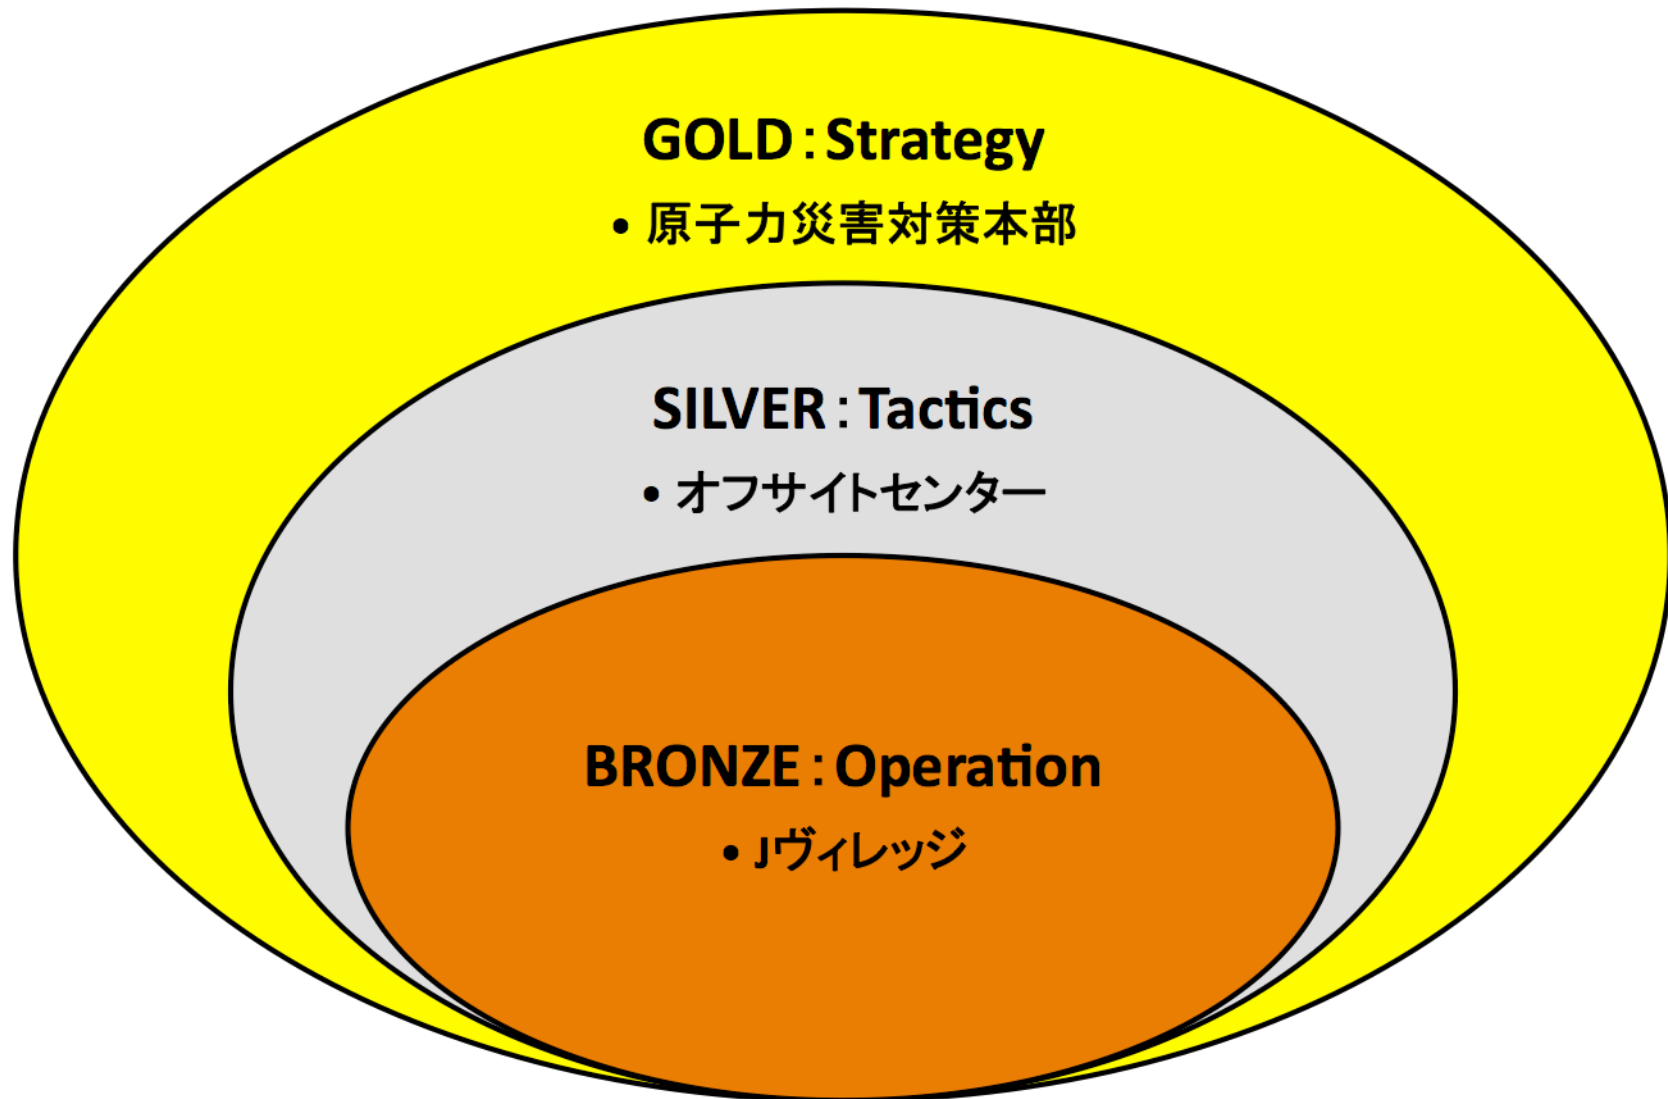 GOLD：Strategy
• 原子力災害対策本部
SILVER：Tactics
• オフサイトセンター
BRONZE：Operation
• Jヴィレッジ